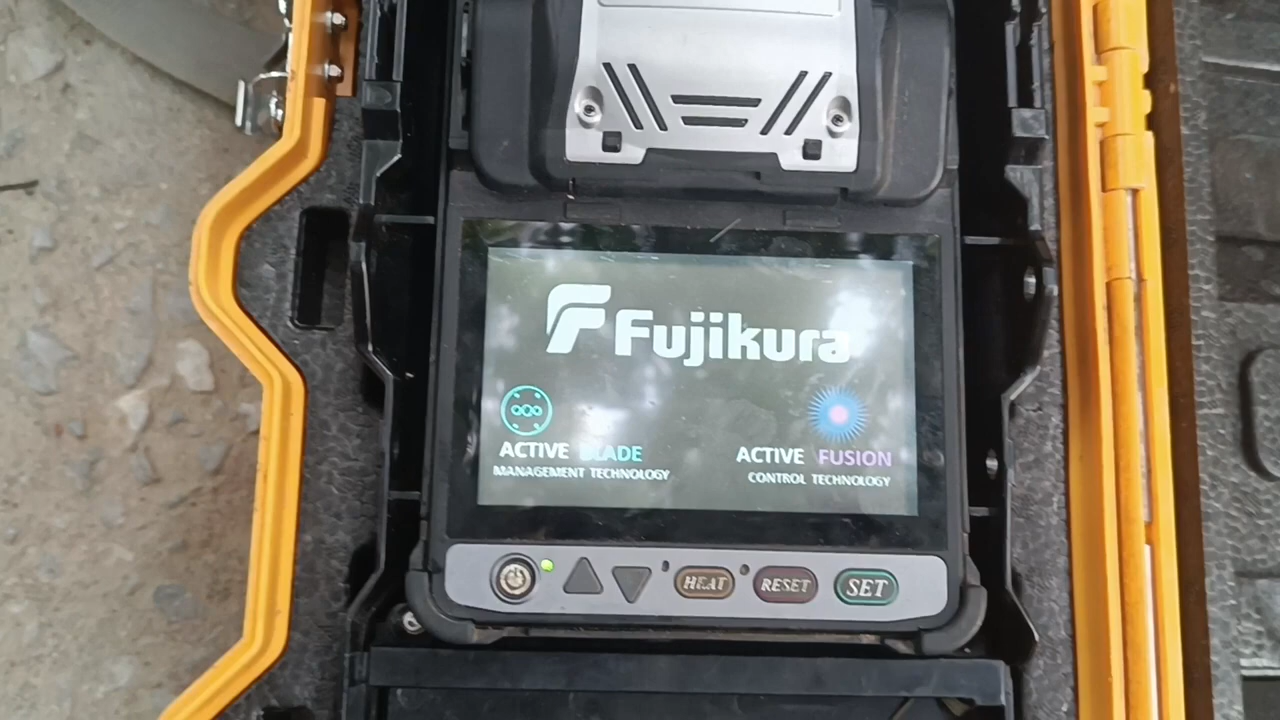 Fujikura
ACTIVE BLADE
MANAGEMENT TECHNOLOGY
ACTIVE FUSION
CONTROL TECHNOLOGY
HEAT
RESET
SET